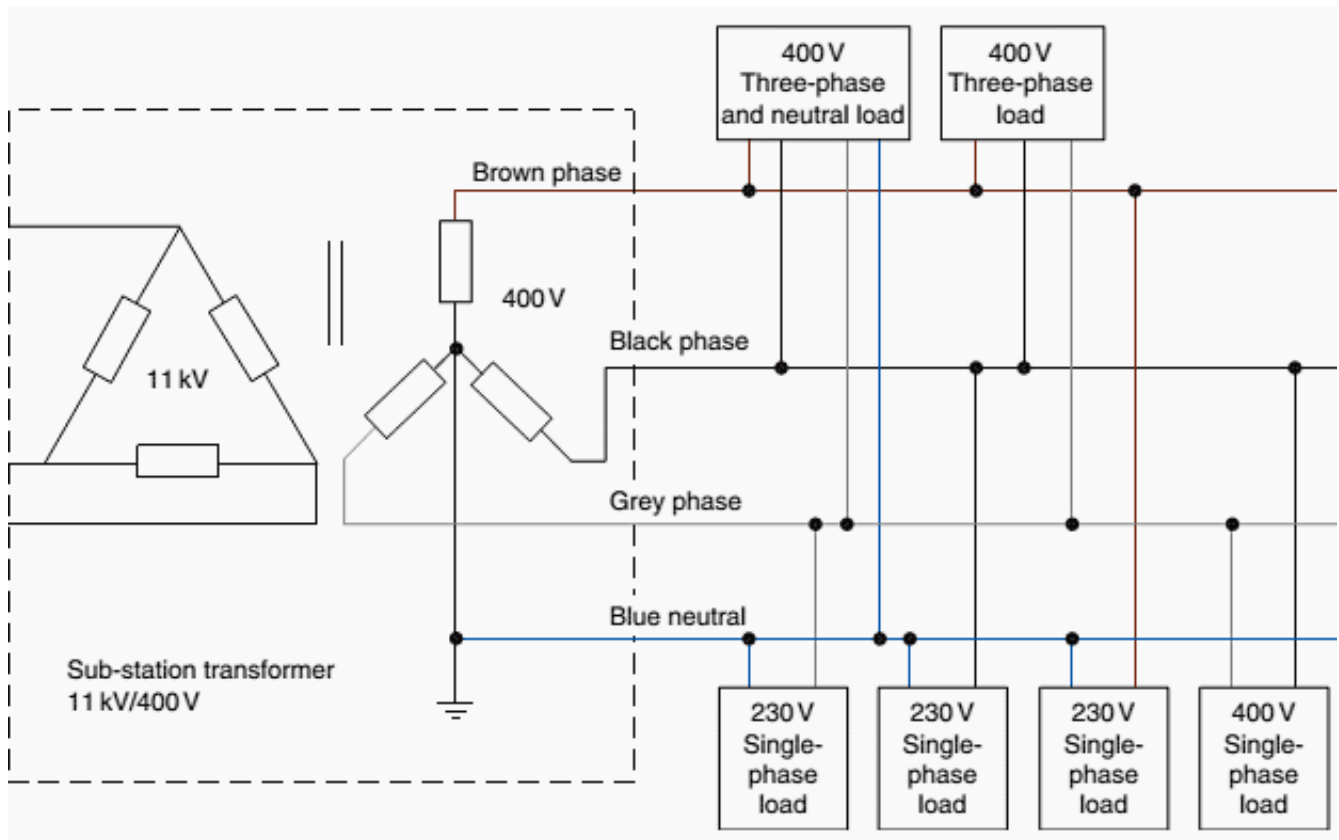 400 V
Three-phase
and neutral load
400 V
Three-phase
load
Brown phase
400 V
Black phase
11 kV
Grey phase
Blue neutral
Sub-station transformer
11 kV/400 V
230 V
Single-
phase
load
230 V
Single-
phase
load
230 V
Single-
phase
load
400 V
Single-
phase
load